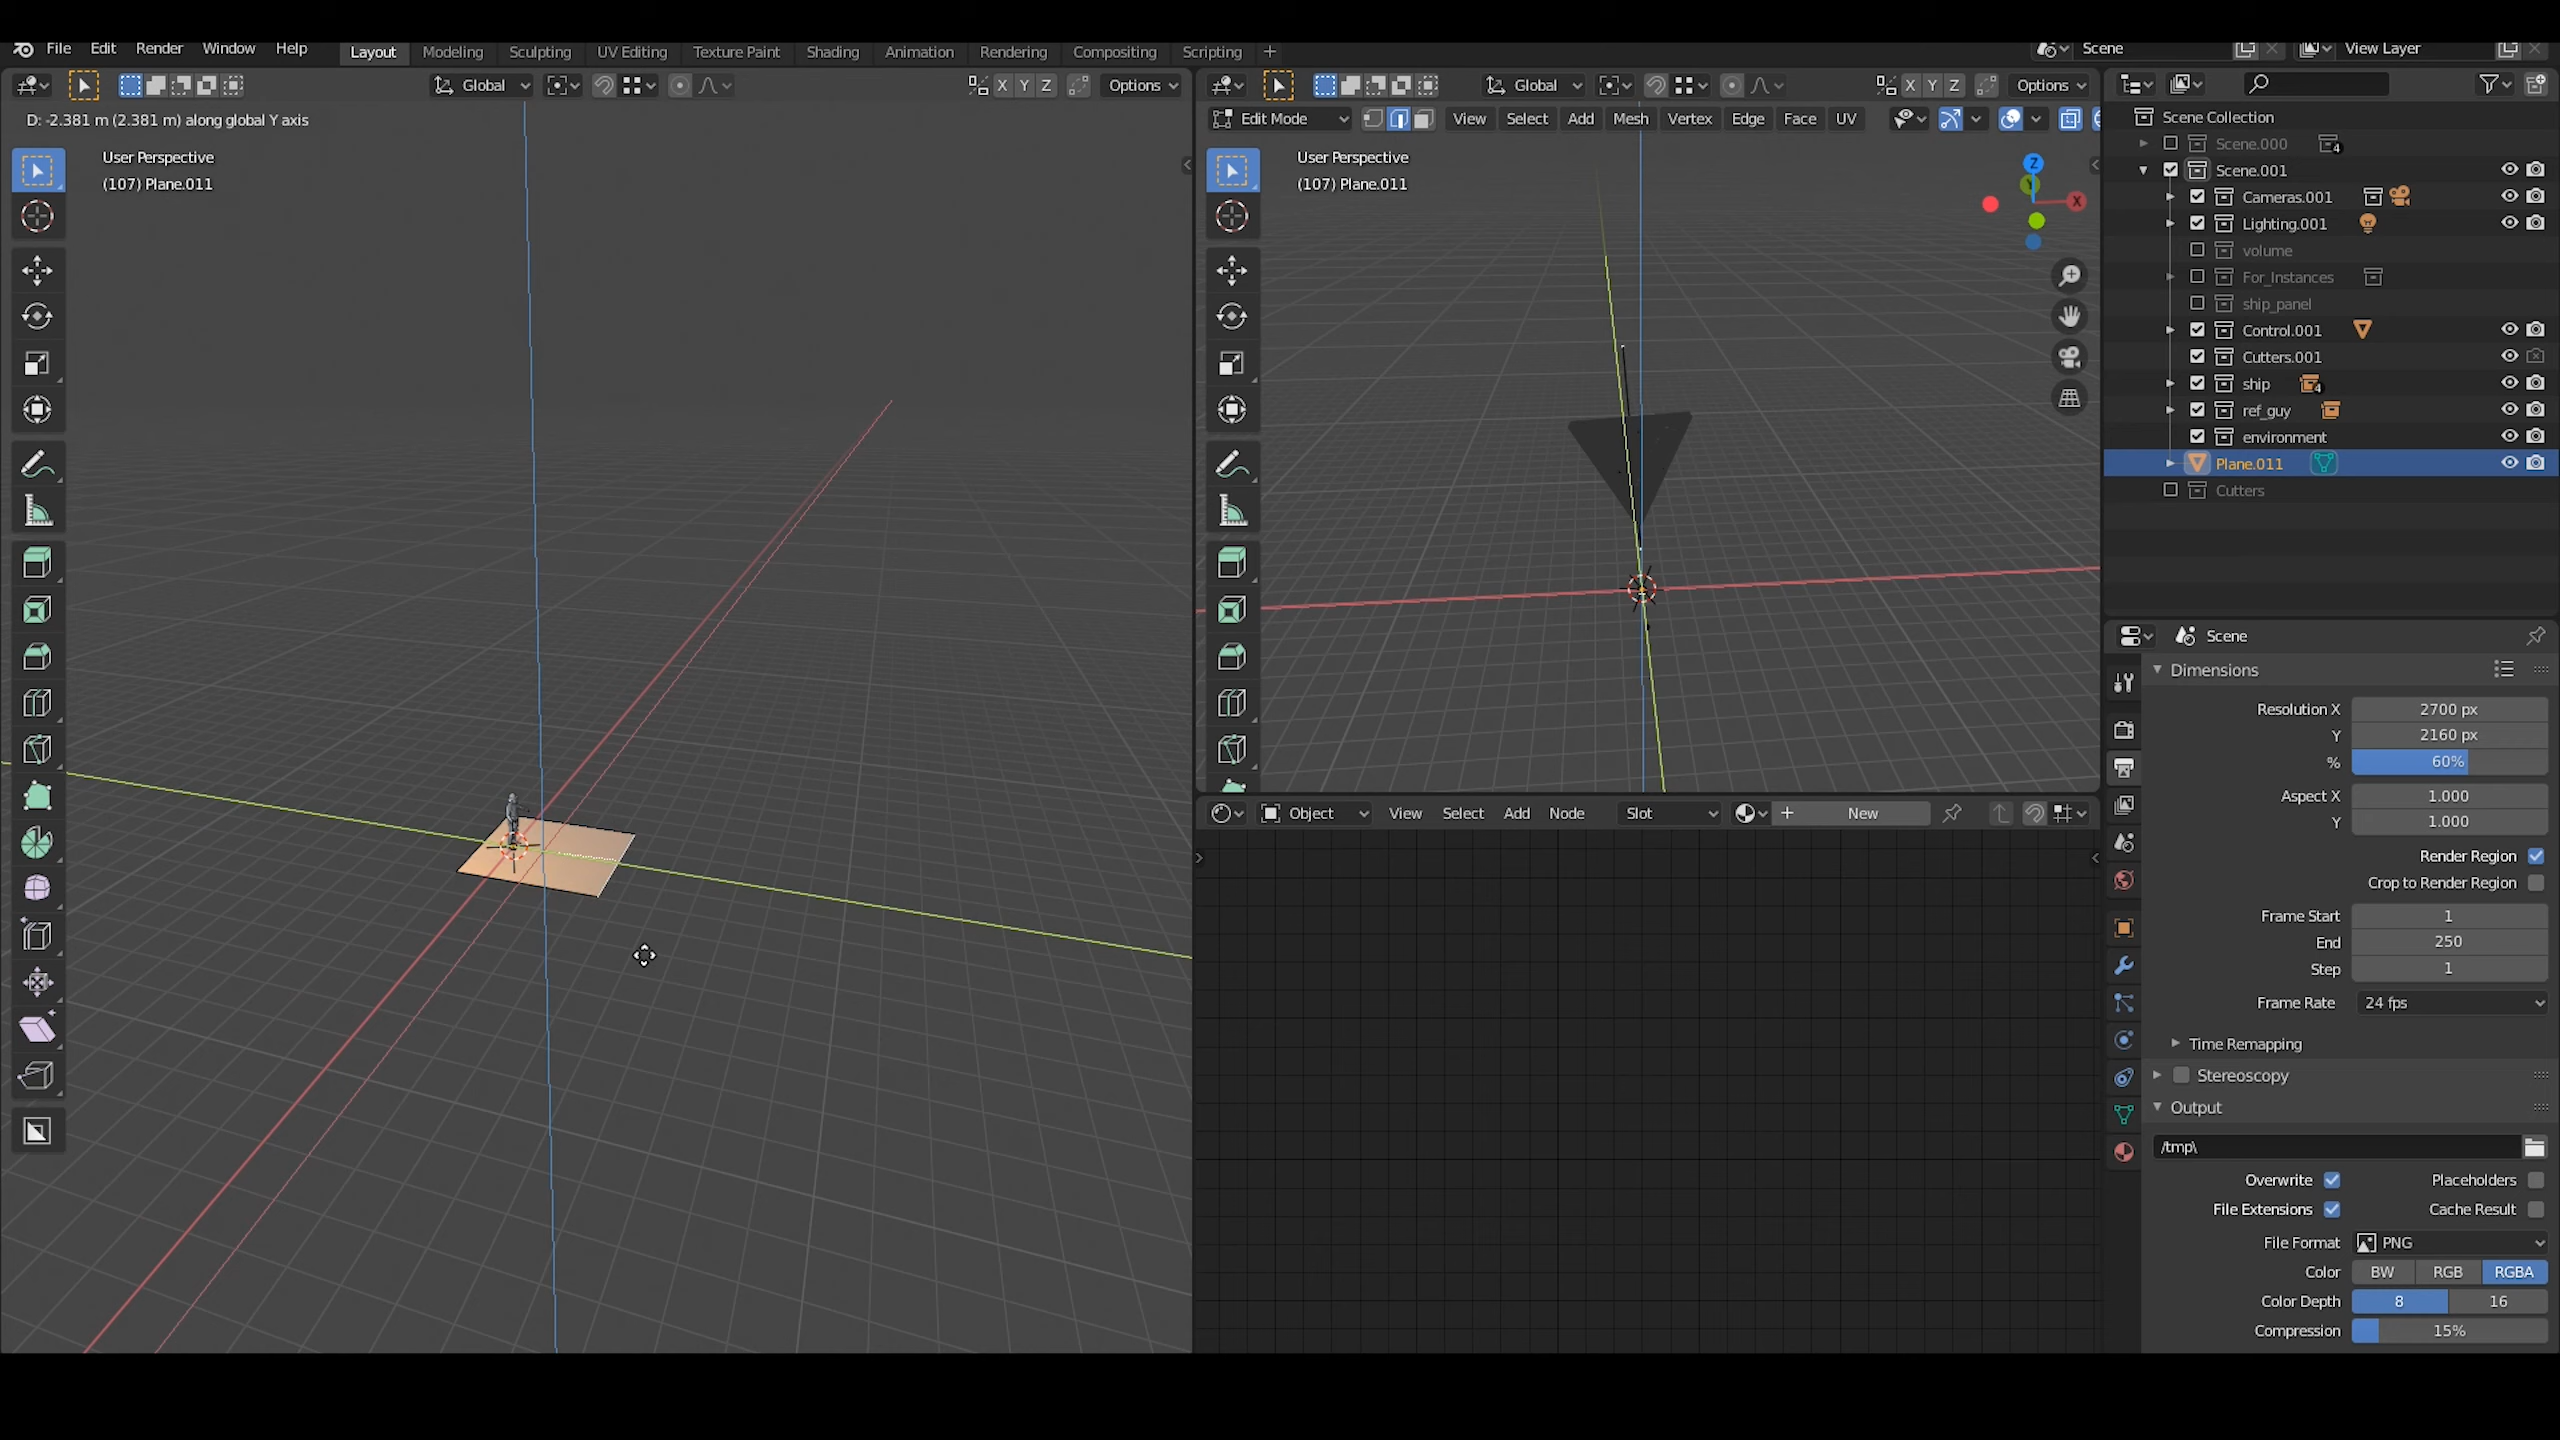 File Edit Render Window Help
Layout Modeling Sculpting UV Editing Texture Paint Shading Animation Rendering Compositing Scripting +
Scene
View Layer
Global
X Y Z
Options
D: -2.381 m (2.381 m) along global Y axis
User Perspective
(107) Plane.011
Global
X Y Z
Options
Edit Mode
View Select Add Mesh Vertex Edge Face UV
User Perspective
(107) Plane.011
Z
Y
X
Object View Select Add Node Slot New
Scene Collection
Scene.000 4
Scene.001
Cameras.001
Lighting.001
volume
For_Instances
ship_panel
Control.001
Cutters.001
ship 4
ref_guy
environment
Plane.011
Cutters
Scene
Dimensions
Resolution X 2700 px
Y 2160 px
% 60%
Aspect X 1.000
Y 1.000
Render Region
Crop to Render Region
Frame Start 1
End 250
Step 1
Frame Rate 24 fps
Time Remapping
Stereoscopy
Output
/tmp\
Overwrite Placeholders
File Extensions Cache Result
File Format PNG
Color BW RGB RGBA
Color Depth 8 16
Compression 15%